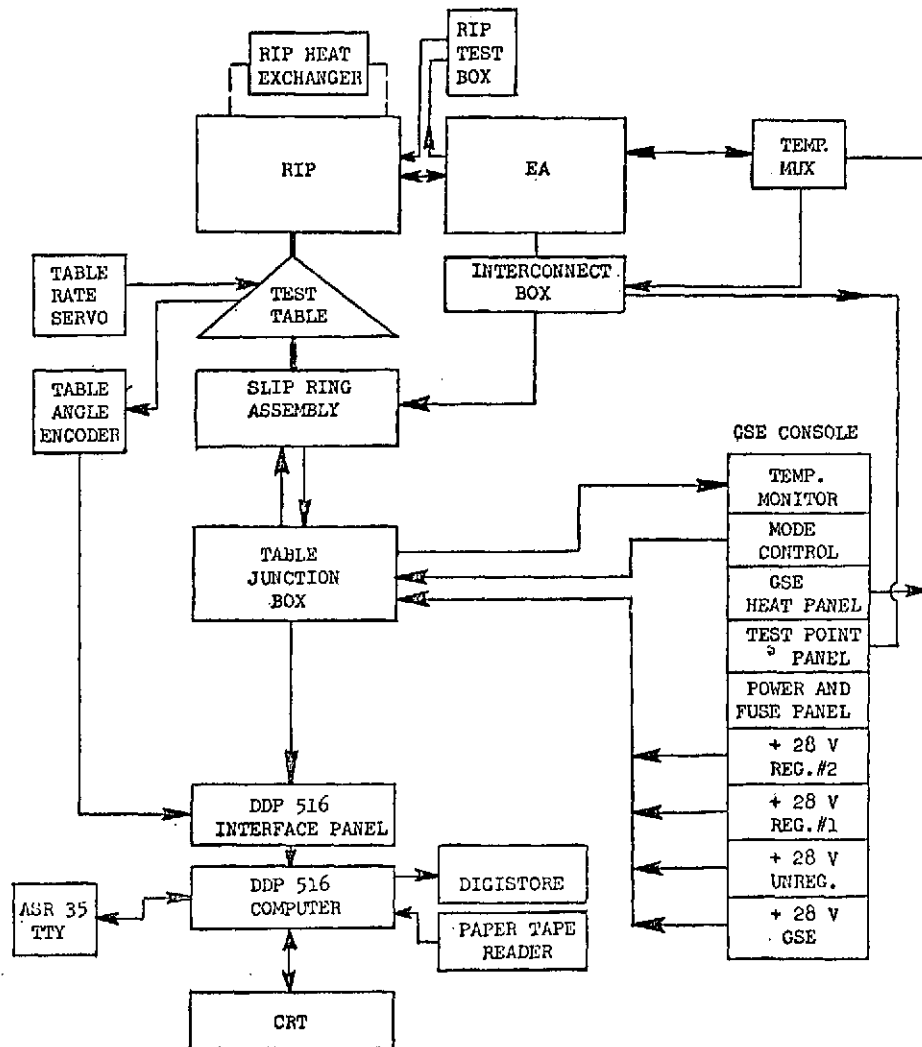 RIP HEAT
EXCHANGER
RIP
TEST
BOX
RIP
EA
TEMP.
MUX
TABLE
RATE
SERVO
TEST
TABLE
INTERCONNECT
BOX
TABLE
ANGLE
ENCODER
SLIP RING
ASSEMBLY
GSE CONSOLE
TEMP.
MONITOR
MODE
CONTROL
GSE
HEAT PANEL
TEST POINT
PANEL
POWER AND
FUSE PANEL
+ 28 V
REG.#2
+ 28 V
REG.#1
+ 28 V
UNREG.
+ 28 V
GSE
TABLE
JUNCTION
BOX
DDP 516
INTERFACE PANEL
DDP 516
COMPUTER
DIGISTORE
ASR 35
TTY
PAPER TAPE
READER
CRT